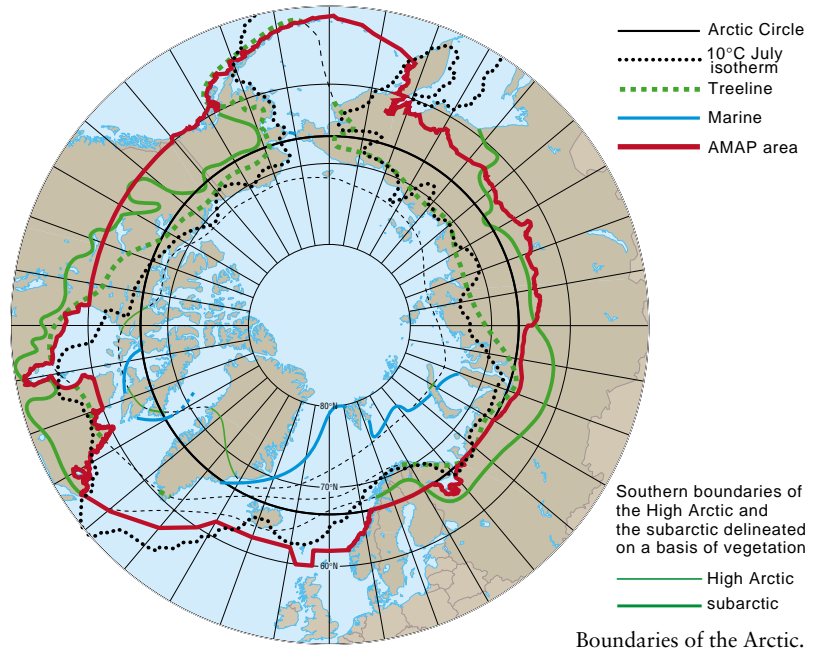 Arctic Circle
10°C July
isotherm
Treeline
Marine
AMAP area
80°N
70°N
60°N
Southern boundaries of
the High Arctic and
the subarctic delineated
on a basis of vegetation
High Arctic
subarctic
Boundaries of the Arctic.